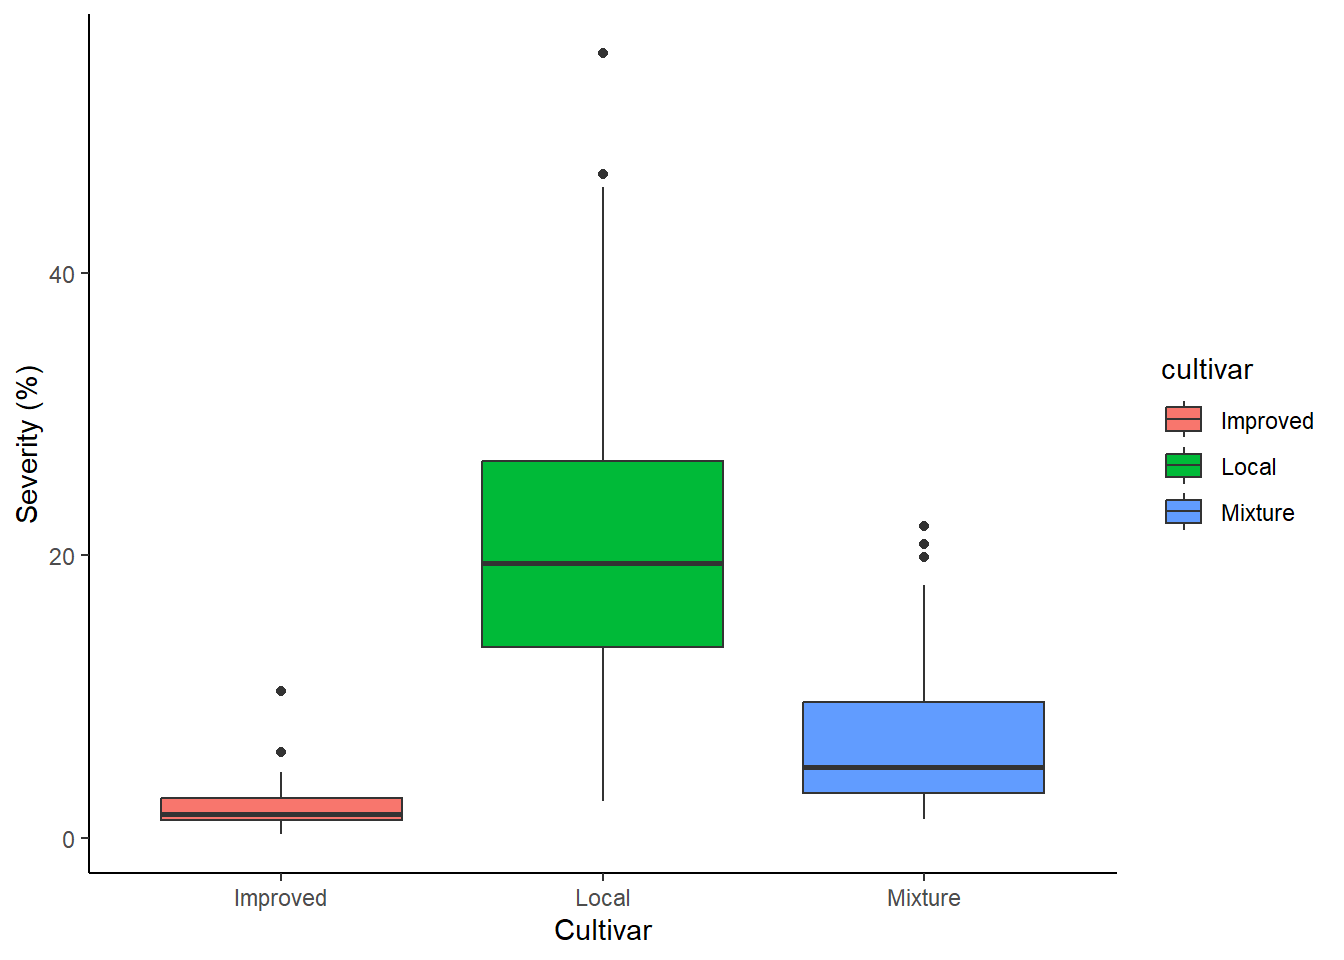 Severity (%)
40
20
0
Improved
Local
Mixture
Cultivar
cultivar
Improved
Local
Mixture